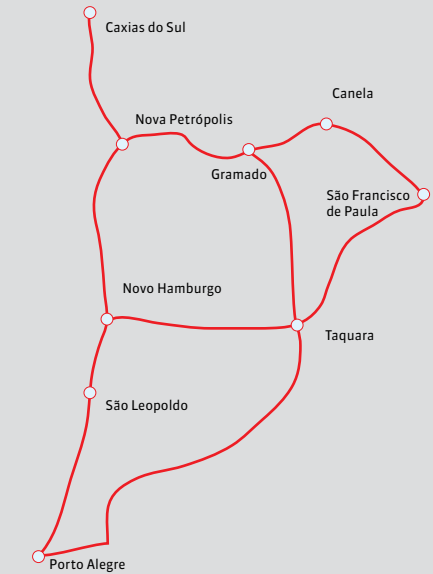 Caxias do Sul
Canela
Nova Petrópolis
Gramado
São Francisco
de Paula
Novo Hamburgo
Taquara
São Leopoldo
Porto Alegre